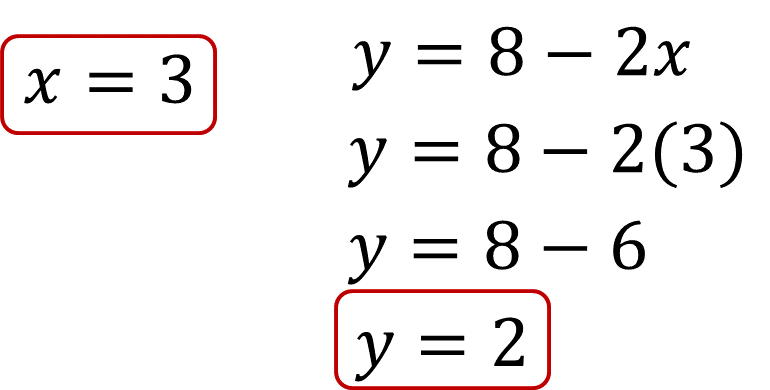 x = 3
y = 8 − 2x
y = 8 − 2(3)
y = 8 − 6
y = 2